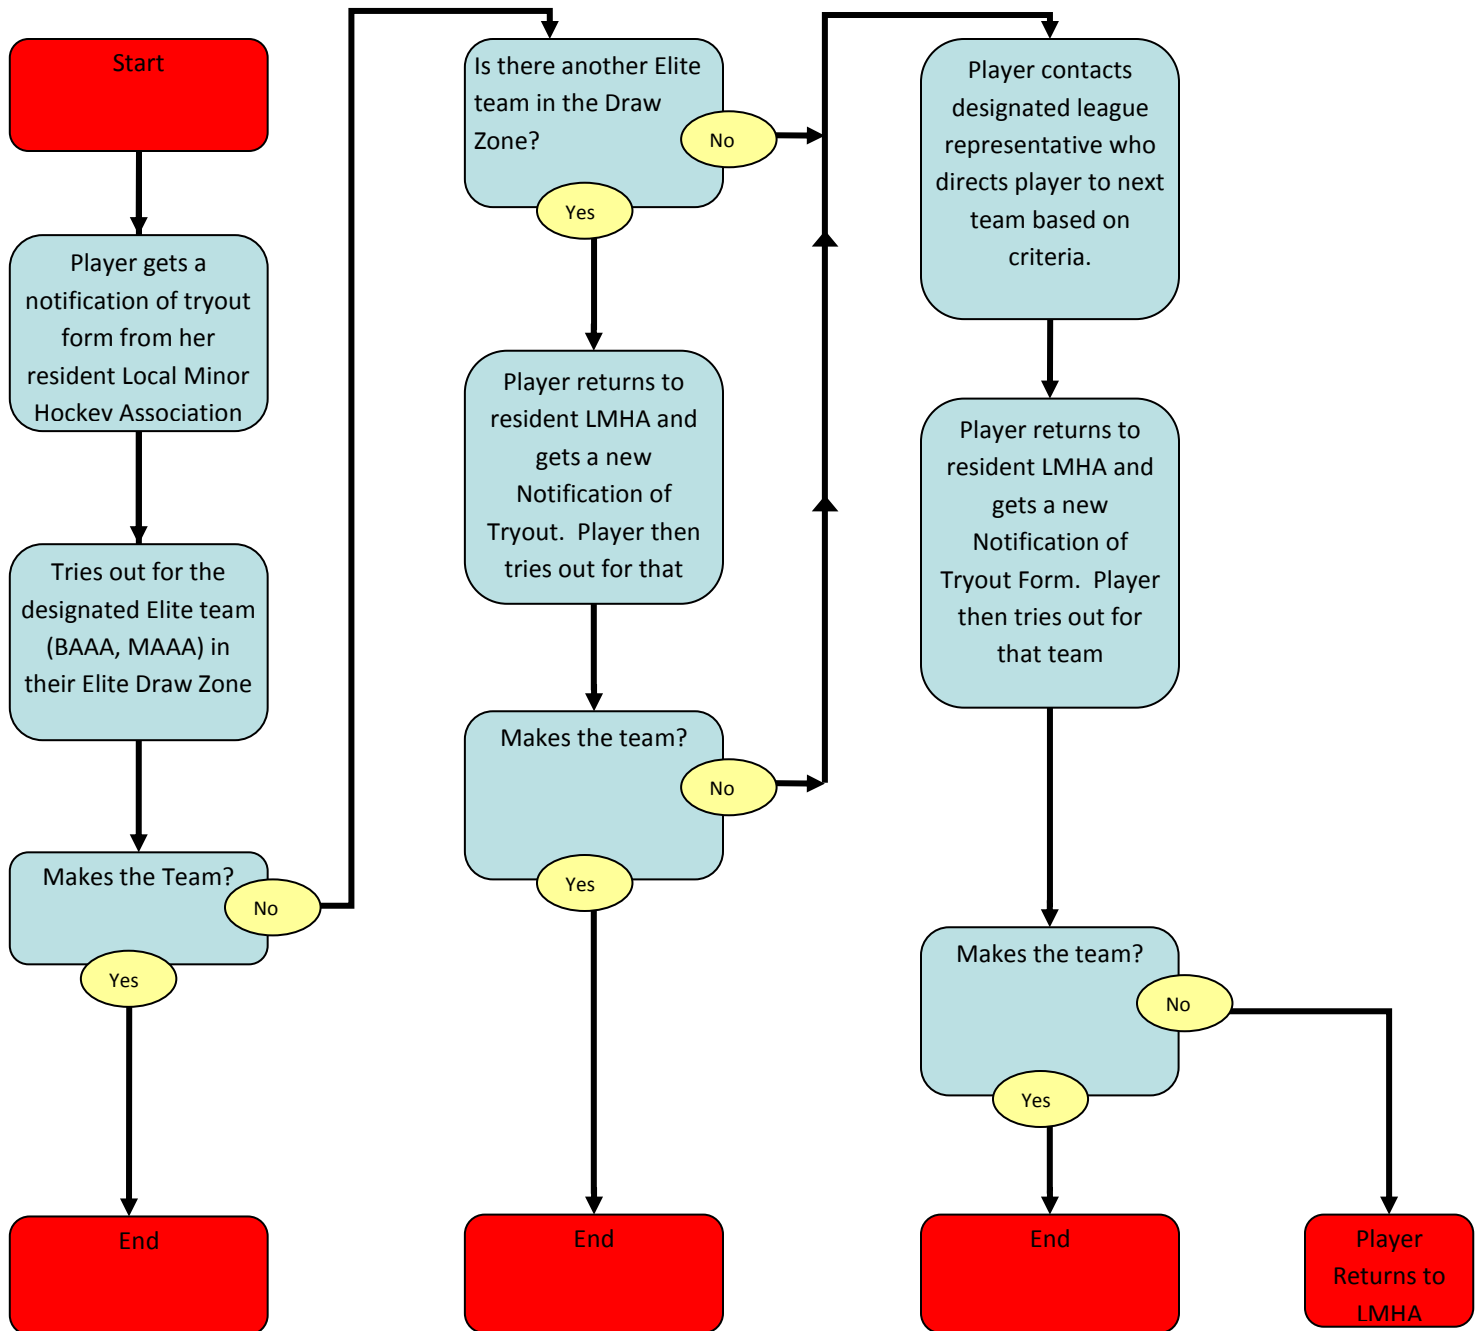 Start
Player gets a
notification of tryout
form from her
resident Local Minor
Hockey Association
Tries out for the
designated Elite team
(BAAA, MAAA) in
their Elite Draw Zone
Makes the Team?
No
Yes
End
Is there another Elite
team in the Draw
Zone?
No
Yes
Player returns to
resident LMHA and
gets a new
Notification of
Tryout.  Player then
tries out for that
Makes the team?
No
Yes
End
Player contacts
designated league
representative who
directs player to next
team based on
criteria.
Player returns to
resident LMHA and
gets a new
Notification of
Tryout Form.  Player
then tries out for
that team
Makes the team?
No
Yes
End
Player
Returns to
LMHA